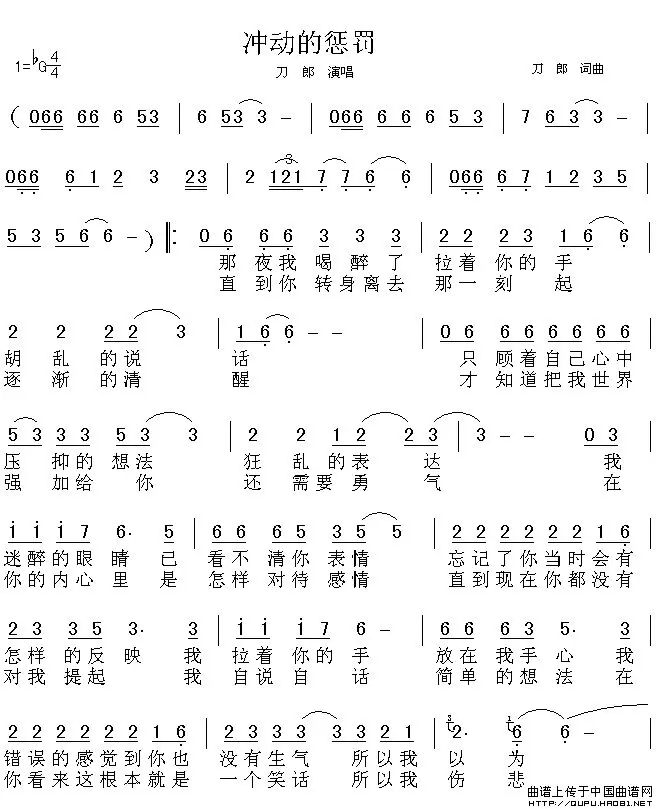 冲动的惩罚
1=♭G 4/4
刀 郎 演唱
刀 郎 词曲
( 066 66 6 53 | 6 53 3 - | 066 6 6 6 5 3 | 7 6 3 3 - |
066 6 1 2 3 23 | 2 121 7 7 6 6 | 066 6 7 1 2 3 5 |
5 3 5 6 6 - ) ‖: 0 6 6 6 3 3 3 | 2 2 2 3 1 6 6 |
那 夜我 喝 醉 了 拉着 你的 手
直 到你 转身离去 那一 刻 起
2 2 2 2 3 | 1 6 6 - - | 0 6 6 6 6 6 6 6
胡 乱 的说 话 只 顾着自己心中
逐 渐 的清 醒 才 知道把我世界
5 3 3 3 5 3 3 | 2 2 1 2 2 3 | 3 - - 0 3 |
压 抑的 想法 狂 乱的表 达 我
强 加给 你 还 需要勇 气 在
i i i 7 6· 5 | 6 6 6 5 3 5 5 | 2 2 2 2 2 2 1 6 |
迷醉的眼 睛 已 看不 清你 表情 忘记了你当时会有
你的内心 里 是 怎样 对待 感情 直到现在你都没有
2 3 3 5 3· 3 | i i i 7 6 - | 6 6 6 3 5· 3 |
怎样 的反 映 我 拉着 你的 手 放在 我手 心 我
对我 提起 我 自说 自 话 简单 的想 法 在
2 2 2 2 2 2 1 6 | 2 2 2 3 3 3 2 1 | 2· 6 6
错误的感觉到你也 没有生气 所以我 以 为
你看来这根本就是 一个笑话 所以我 伤 悲
曲谱上传于中国曲谱网
HTTP://QUPU.HAO81.NET